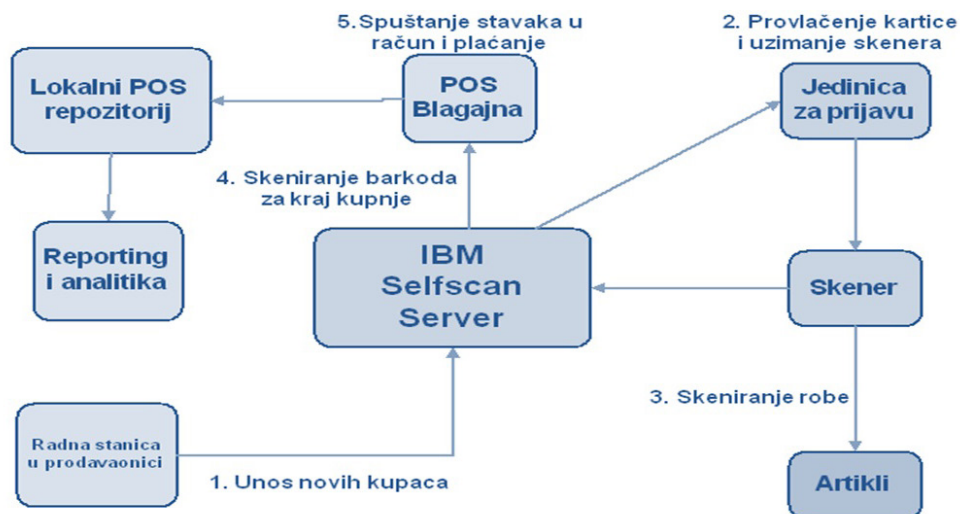 5.Spuštanje stavaka u
račun i plaćanje
2. Provlačenje kartice
i uzimanje skenera
Lokalni POS
repozitorij
POS
Blagajna
Jedinica
za prijavu
4. Skeniranje barkoda
za kraj kupnje
Reporting
i analitika
IBM
Selfscan
Server
Skener
3. Skeniranje robe
Radna stanica
u prodavaonici
1. Unos novih kupaca
Artikli